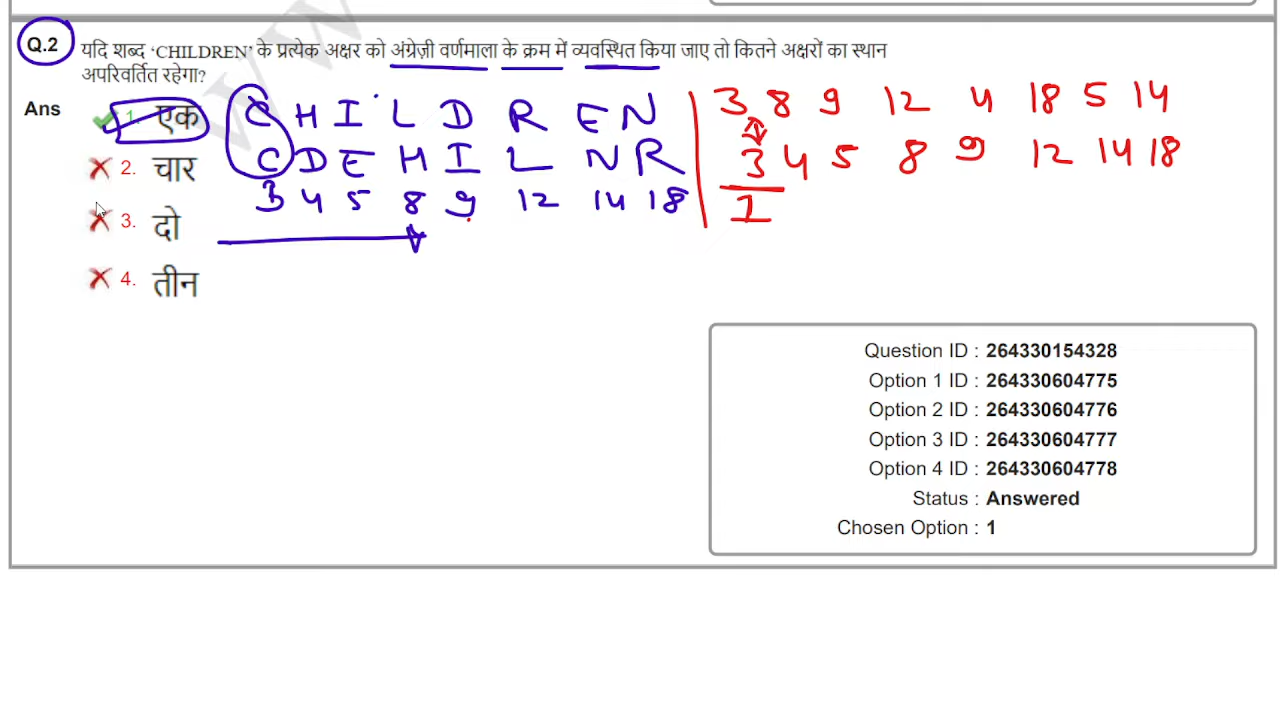 Q.2 यदि शब्द ‘CHILDREN’ के प्रत्येक अक्षर को अंग्रेज़ी वर्णमाला के क्रम में व्यवस्थित किया जाए तो कितने अक्षरों का स्थान
अपरिवर्तित रहेगा?
Ans 1. एक
2. चार
3. दो
4. तीन
C H I L D R E N
C D E H I L N R
3 4 5 8 9 12 14 18
3 8 9 12 4 18 5 14
3 4 5 8 9 12 14 18
1
Question ID : 264330154328
Option 1 ID : 264330604775
Option 2 ID : 264330604776
Option 3 ID : 264330604777
Option 4 ID : 264330604778
Status : Answered
Chosen Option : 1